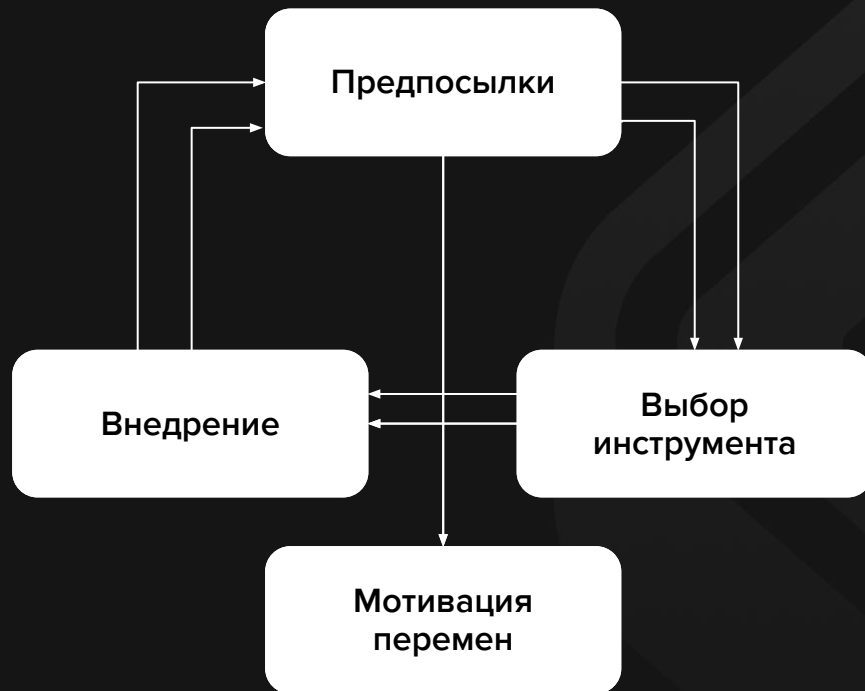 Предпосылки
Внедрение
Выбор
инструмента
Мотивация
перемен